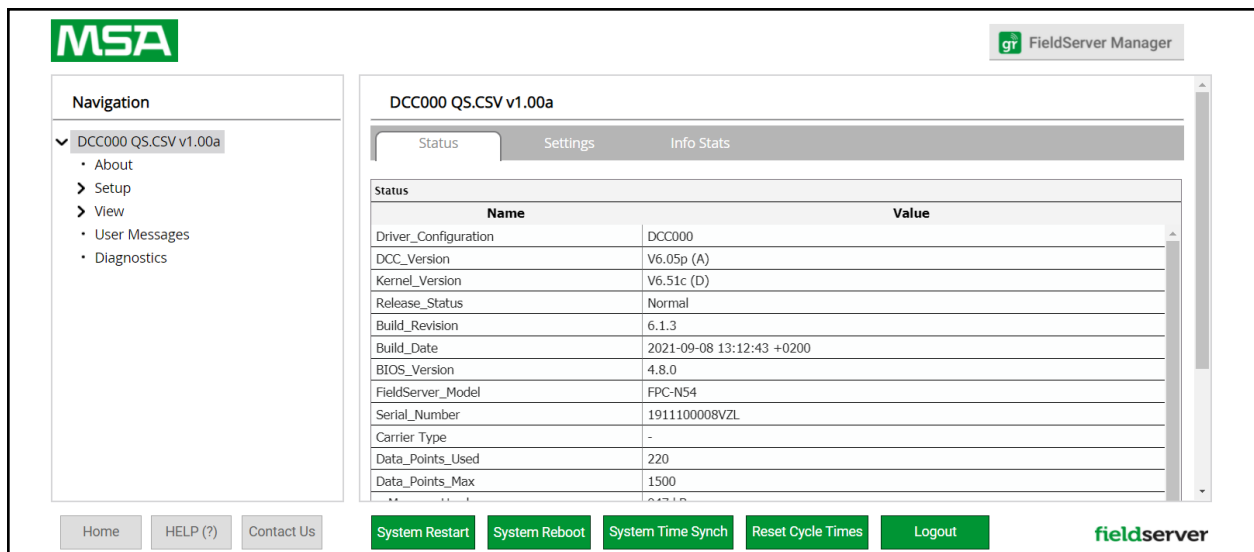 MSA
gr FieldServer Manager
Navigation
DCC000 QS.CSV v1.00a
• About
Setup
View
• User Messages
• Diagnostics
DCC000 QS.CSV v1.00a
Status Settings Info Stats
Status
Name Value
Driver_Configuration DCC000
DCC_Version V6.05p (A)
Kernel_Version V6.51c (D)
Release_Status Normal
Build_Revision 6.1.3
Build_Date 2021-09-08 13:12:43 +0200
BIOS_Version 4.8.0
FieldServer_Model FPC-N54
Serial_Number 1911100008VZL
Carrier Type -
Data_Points_Used 220
Data_Points_Max 1500
Home HELP (?) Contact Us System Restart System Reboot System Time Synch Reset Cycle Times Logout fieldserver